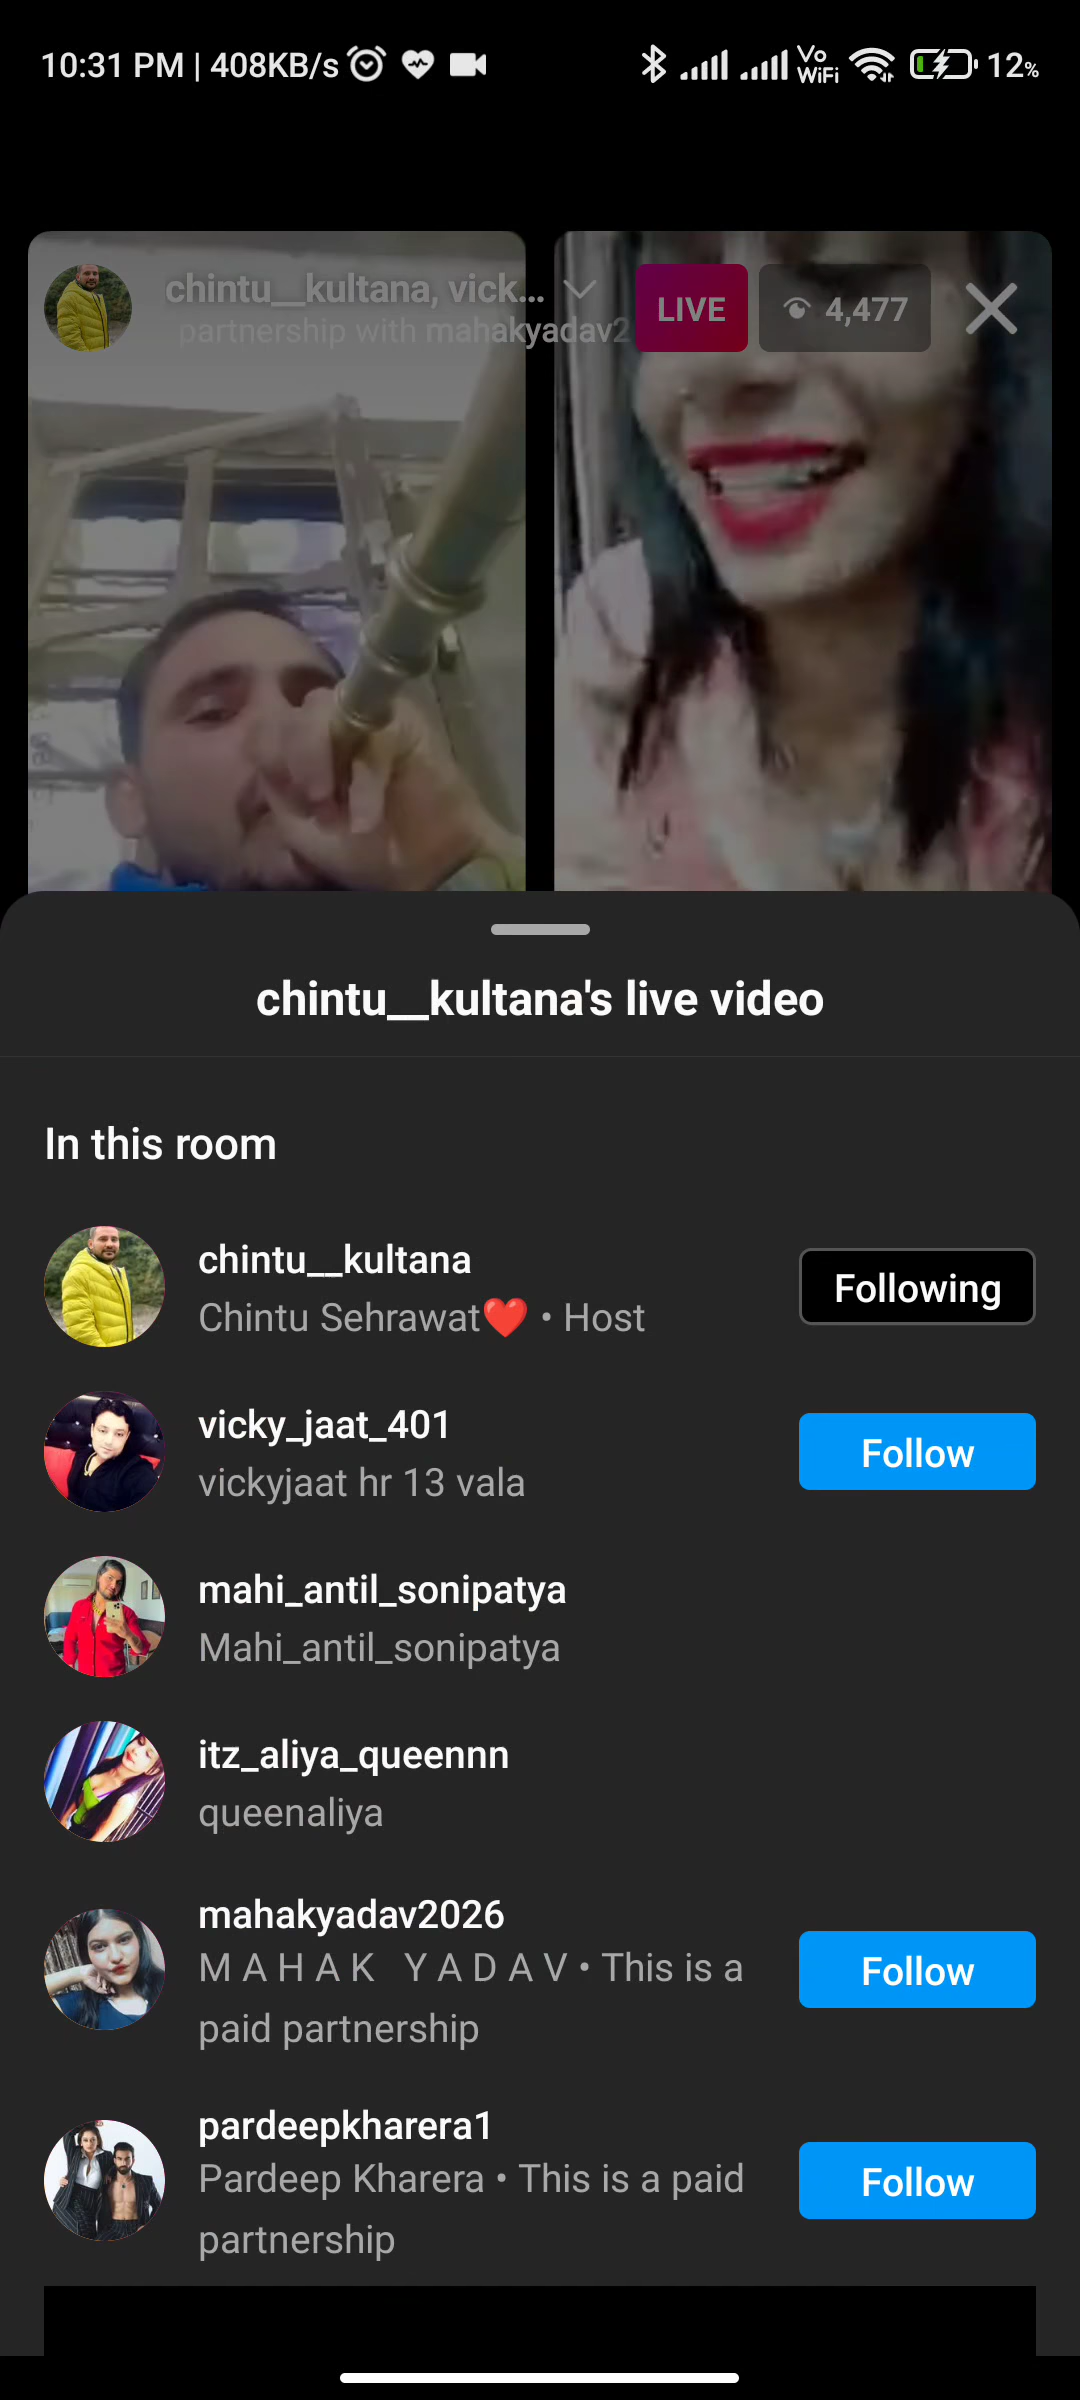 10:31 PM | 408KB/s
Vo WiFi
12%
chintu__kultana, vick...
partnership with mahakyadav2
LIVE
4,477
chintu__kultana's live video
In this room
chintu__kultana
Chintu Sehrawat❤️ • Host
Following
vicky_jaat_401
vickyjaat hr 13 vala
Follow
mahi_antil_sonipatya
Mahi_antil_sonipatya
itz_aliya_queennn
queenaliya
mahakyadav2026
M A H A K   Y A D A V • This is a
paid partnership
Follow
pardeepkharera1
Pardeep Kharera • This is a paid
partnership
Follow